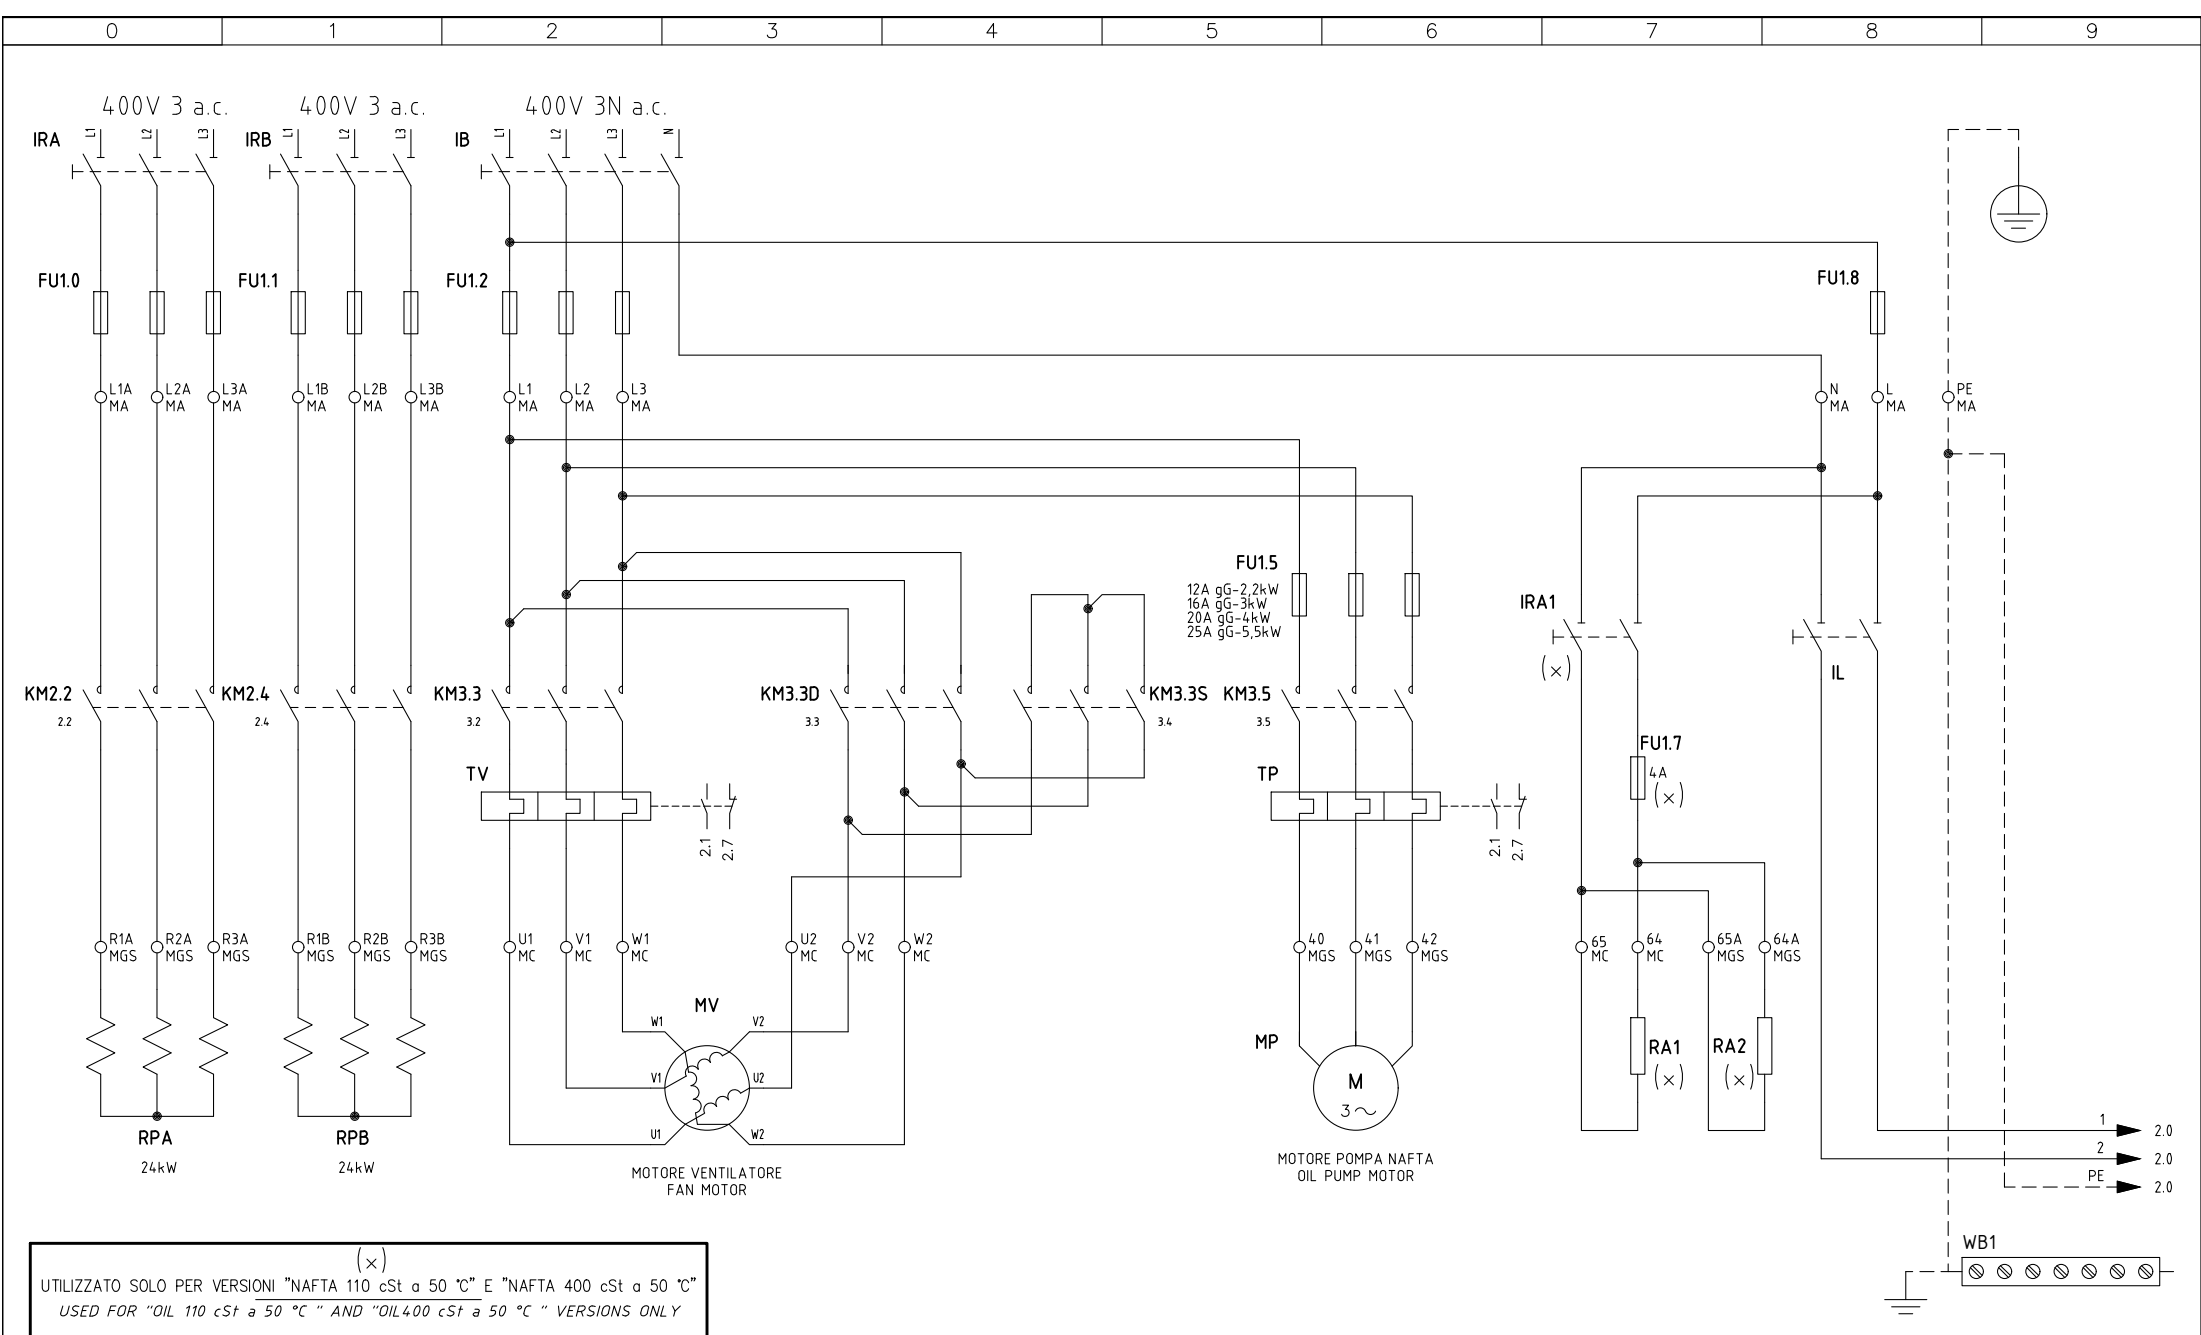 0 1 2 3 4 5 6 7 8 9
400V 3 a.c. 400V 3 a.c. 400V 3N a.c.
IRA L1 L2 L3 IRB L1 L2 L3 IB L1 L2 L3 N
FU1.0 FU1.1 FU1.2 FU1.8
L1A L2A L3A L1B L2B L3B L1 L2 L3 N L PE
MA MA MA MA MA MA MA MA MA MA MA MA
FU1.5
12A gG-2,2kW
16A gG-3kW
20A gG-4kW
25A gG-5,5kW
IRA1
(x)
IL
KM2.2 KM2.4 KM3.3 KM3.3D KM3.3S KM3.5
2.2 2.4 3.2 3.3 3.4 3.5
FU1.7
4A
(x)
TV TP
2.1 2.7 2.1 2.7
R1A R2A R3A R1B R2B R3B U1 V1 W1 U2 V2 W2 40 41 42 65 64 65A 64A
MGS MGS MGS MGS MGS MGS MC MC MC MC MC MC MGS MGS MGS MC MC MGS MGS
MV
W1 V2
V1 U2
U1 W2
MP
M
3~
RA1 RA2
(x) (x)
RPA RPB
24kW 24kW
MOTORE VENTILATORE
FAN MOTOR
MOTORE POMPA NAFTA
OIL PUMP MOTOR
1 2.0
2 2.0
PE 2.0
WB1
(x)
UTILIZZATO SOLO PER VERSIONI "NAFTA 110 cSt a 50 °C" E "NAFTA 400 cSt a 50 °C"
USED FOR "OIL 110 cSt a 50 °C " AND "OIL400 cSt a 50 °C " VERSIONS ONLY